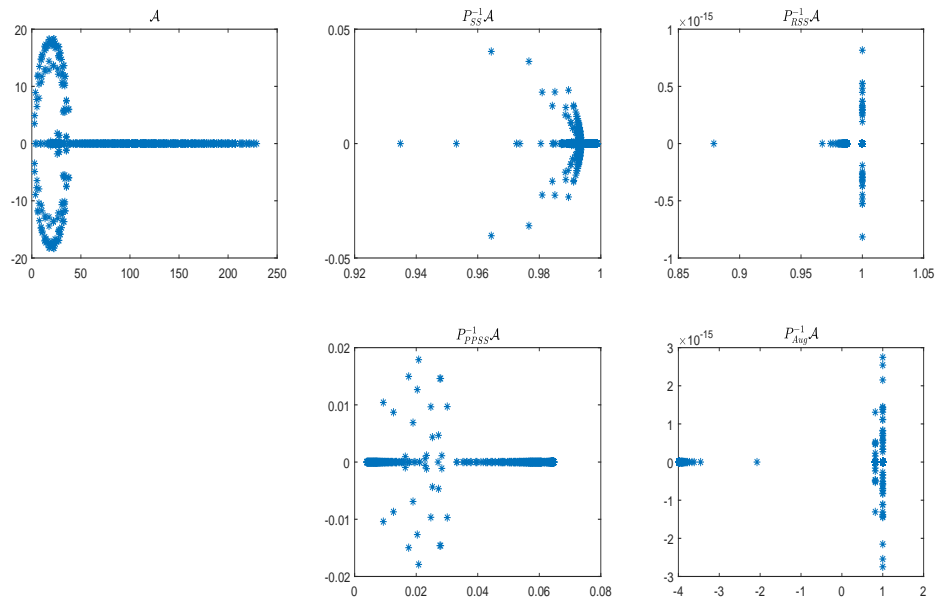 𝒜
P_{SS}^{-1}𝒜
P_{RSS}^{-1}𝒜
20
10
0
-10
-20
0 50 100 150 200 250
0.05
0
-0.05
0.92 0.94 0.96 0.98 1
×10^{-15}
1
0.5
0
-0.5
-1
0.85 0.9 0.95 1 1.05
P_{PPSS}^{-1}𝒜
P_{Aug}^{-1}𝒜
0.02
0.01
0
-0.01
-0.02
0 0.02 0.04 0.06 0.08
×10^{-15}
3
2
1
0
-1
-2
-3
-4 -3 -2 -1 0 1 2